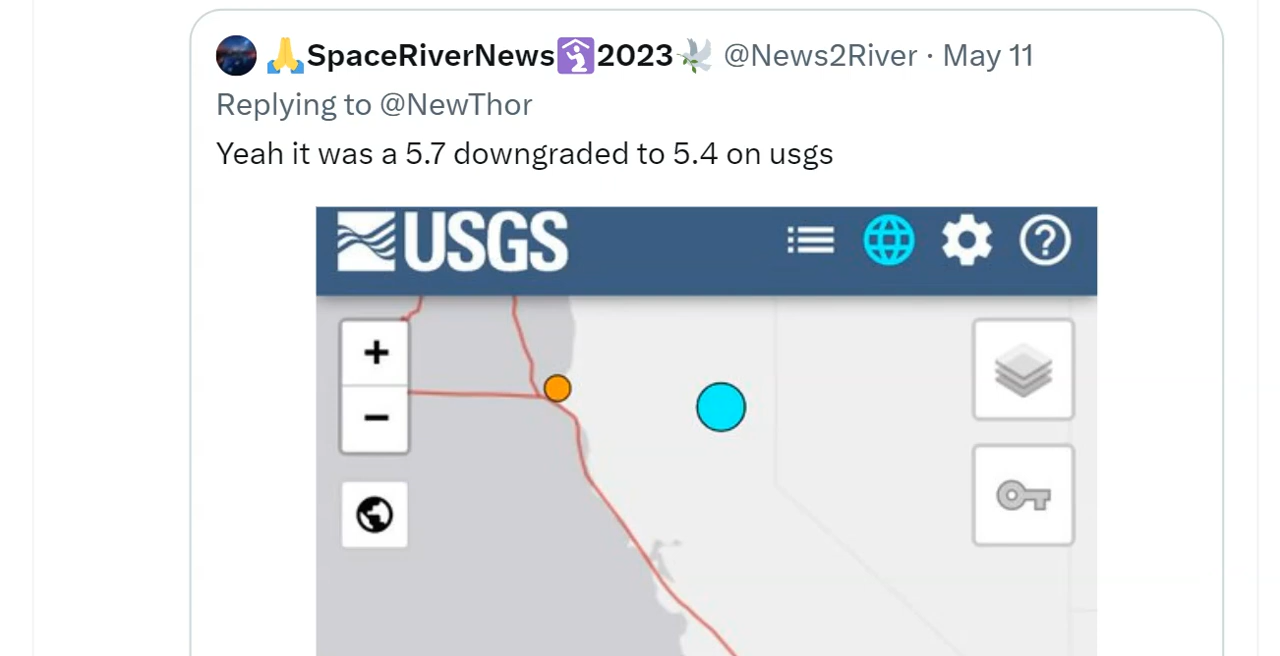 🙏SpaceRiverNews🛐2023🕊️ @News2River · May 11
Replying to @NewThor
Yeah it was a 5.7 downgraded to 5.4 on usgs
USGS
+
−